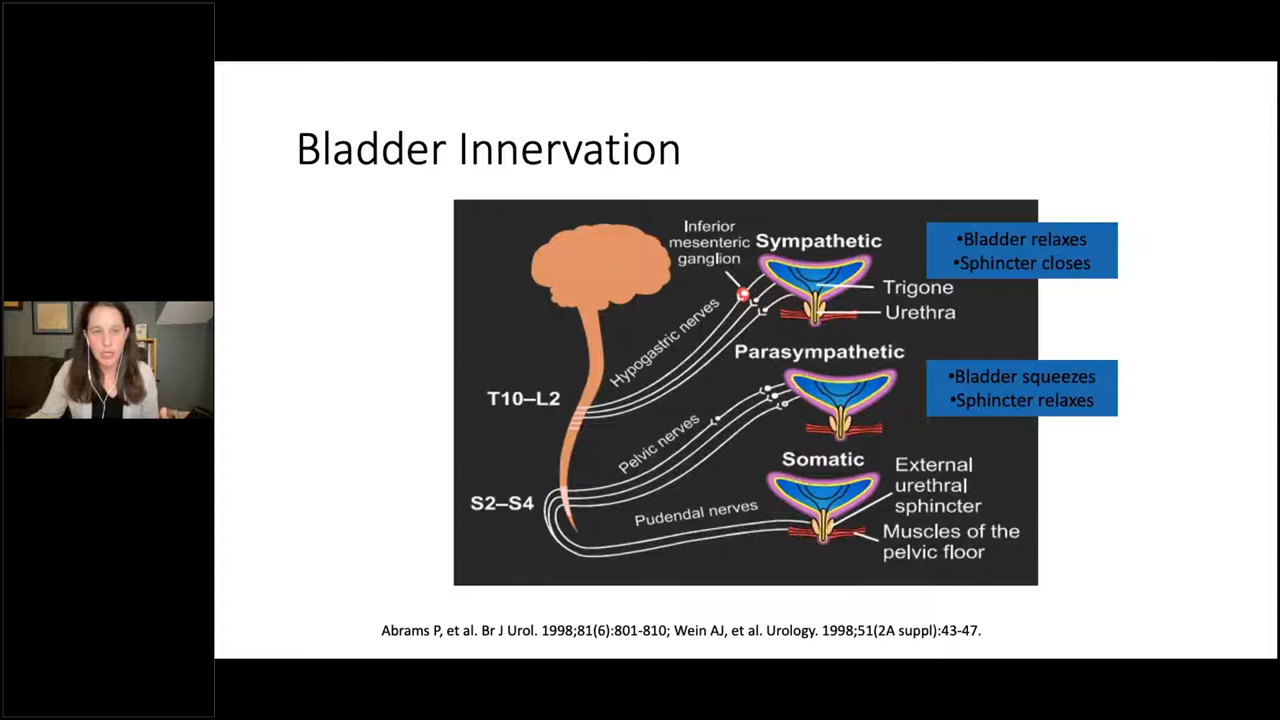 Bladder Innervation
Inferior
mesenteric
ganglion
Sympathetic
•Bladder relaxes
•Sphincter closes
Trigone
Urethra
Hypogastric nerves
Parasympathetic
•Bladder squeezes
•Sphincter relaxes
T10–L2
Pelvic nerves
Somatic
External
urethral
sphincter
S2–S4
Pudendal nerves
Muscles of the
pelvic floor
Abrams P, et al. Br J Urol. 1998;81(6):801-810; Wein AJ, et al. Urology. 1998;51(2A suppl):43-47.